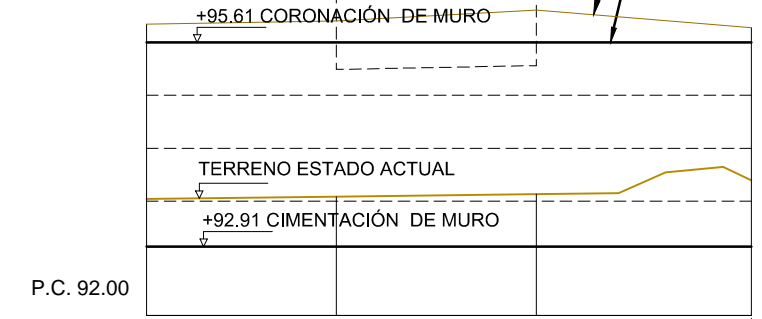 +95.61 CORONACIÓN DE MURO
TERRENO ESTADO ACTUAL
+92.91 CIMENTACIÓN DE MURO
P.C. 92.00